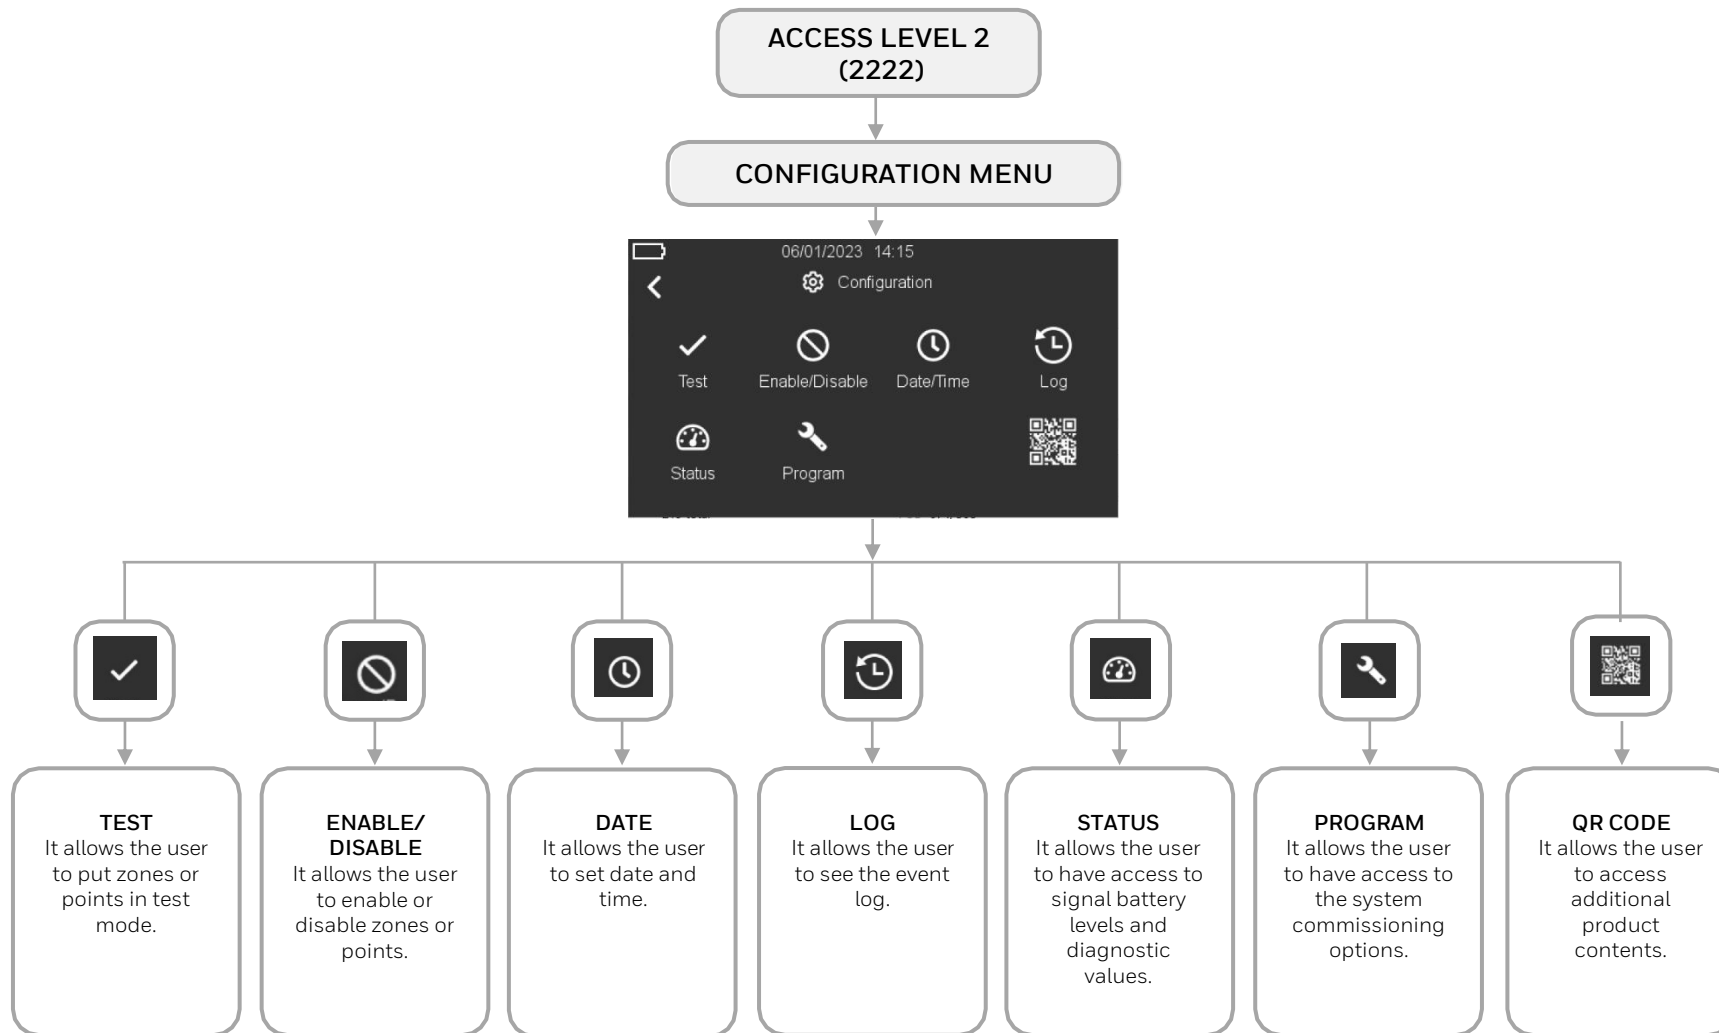 ACCESS LEVEL 2
(2222)
CONFIGURATION MENU
06/01/2023 14:15
Configuration
Test
Enable/Disable
Date/Time
Log
Status
Program
TEST
It allows the user
to put zones or
points in test
mode.
ENABLE/
DISABLE
It allows the user
to enable or
disable zones or
points.
DATE
It allows the user
to set date and
time.
LOG
It allows the user
to see the event
log.
STATUS
It allows the user
to have access to
signal battery
levels and
diagnostic
values.
PROGRAM
It allows the user
to have access to
the system
commissioning
options.
QR CODE
It allows the user
to access
additional
product
contents.